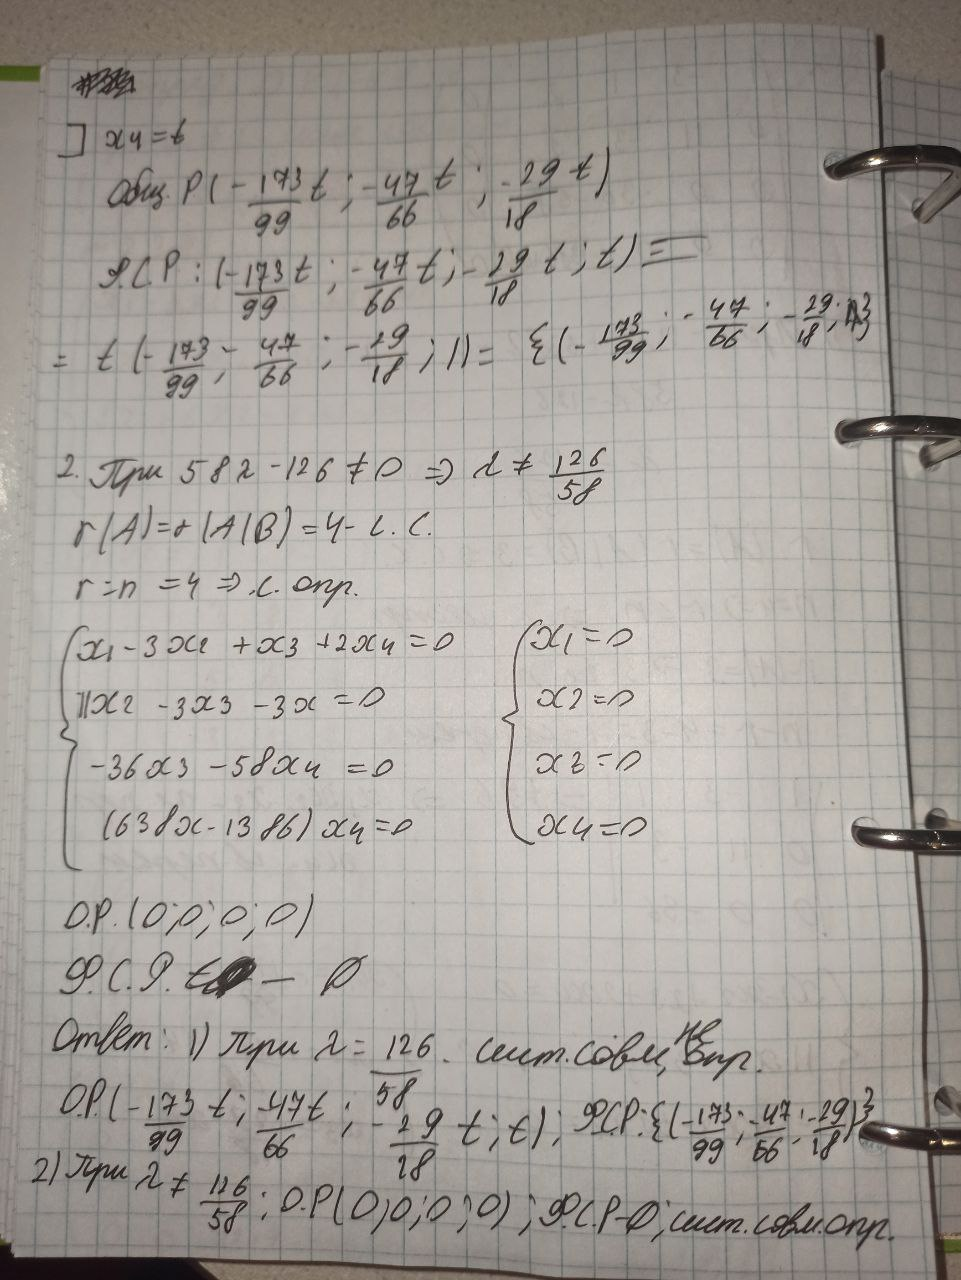 ] x4 = t
Общ. Р (-173/99 t ; -47/66 t ; -29/18 t)
Ф.С.Р : (-173/99 t ; -47/66 t ; -29/18 t ; t) =
= t (-173/99 ; -47/66 ; -29/18 ; 1) = {(-173/99 ; -47/66 ; -29/18 ; 1}
2. При 58λ - 126 ≠ 0 => λ ≠ 126/58
r(A) = r(A|B) = 4 - с. с.
r = n = 4 => с. опр.
{ x1 - 3x2 + x3 + 2x4 = 0 { x1 = 0
11x2 - 3x3 - 3x = 0 x2 = 0
-36x3 - 58x4 = 0 x3 = 0
(638x - 1386) x4 = 0 x4 = 0
О.Р. (0; 0; 0; 0)
Ф.С.Р. — Ø
Ответ: 1) При λ = 126/58 сист. совм, не опр.
О.Р. (-173/99 t ; -47/66 t ; -29/18 t ; t) ; ФСР: {(-173/99 ; -47/66 ; -29/18)}
2) При λ ≠ 126/58 ; О.Р (0; 0; 0; 0) ; Ф.С.Р - Ø ; сист. совм. опр.